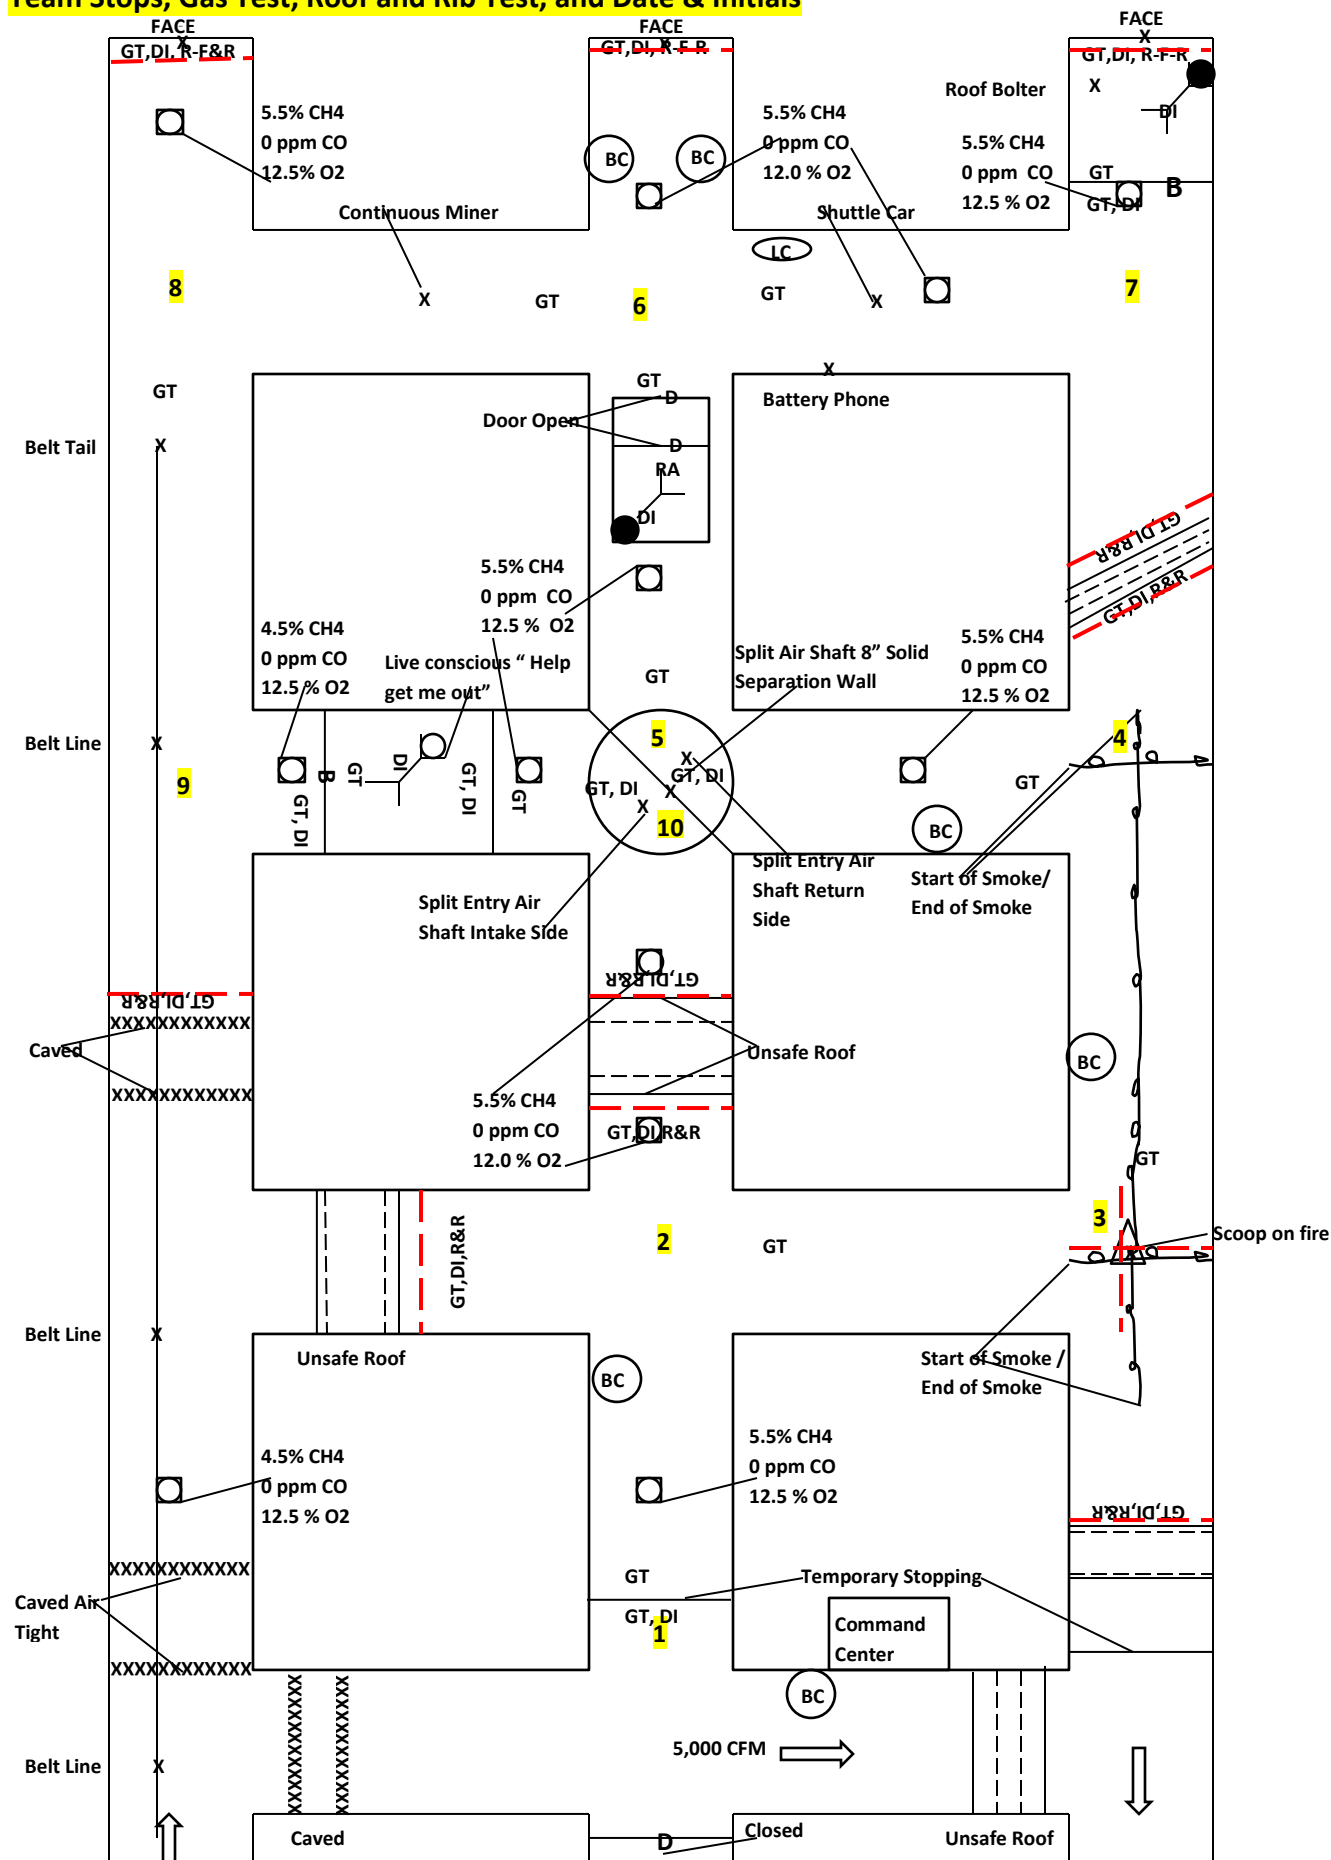 Team Stops, Gas Test, Roof and Rib Test, and Date & Initials
FACE
FACE
FACE
X
X
X
GT,DI, R-F&R
GT,DI, R-F-R
GT,DI, R-F-R
Roof Bolter
X
DI
5.5% CH4
0 ppm CO
12.5% O2
BC
BC
5.5% CH4
0 ppm CO
12.0 % O2
5.5% CH4
0 ppm CO
12.5 % O2
GT
B
GT, DI
Continuous Miner
Shuttle Car
LC
8
X
GT
6
GT
X
7
GT
GT
D
X
Battery Phone
Door Open
D
Belt Tail
X
RA
DI
GT,DI,R&R
GT,DI,R&R
5.5% CH4
0 ppm CO
12.5 % O2
4.5% CH4
0 ppm CO
12.5 % O2
Live conscious “ Help
get me out”
GT
Split Air Shaft 8” Solid
Separation Wall
5.5% CH4
0 ppm CO
12.5 % O2
Belt Line
X
5
4
9
GT, DI
B
GT
DI
GT, DI
GT
X
GT, DI
GT, DI
X
X
10
GT
BC
Split Entry Air
Shaft Intake Side
Split Entry Air
Shaft Return
Side
Start of Smoke/
End of Smoke
GT,DI,R&R
GT,DI,R&R
XXXXXXXXXXXX
Caved
Unsafe Roof
BC
XXXXXXXXXXXX
5.5% CH4
0 ppm CO
12.0 % O2
GT,DI,R&R
GT
GT,DI,R&R
2
GT
3
X
Scoop on fire
Belt Line
X
Unsafe Roof
BC
Start of Smoke /
End of Smoke
4.5% CH4
0 ppm CO
12.5 % O2
5.5% CH4
0 ppm CO
12.5 % O2
GT,DI,R&R
XXXXXXXXXXXX
Caved Air
Tight
GT
Temporary Stopping
GT, DI
1
Command
Center
XXXXXXXXXXXX
XXXXXXXXXXXX
XXXXXXXXXXXX
BC
5,000 CFM
Belt Line
X
Caved
D
Closed
Unsafe Roof